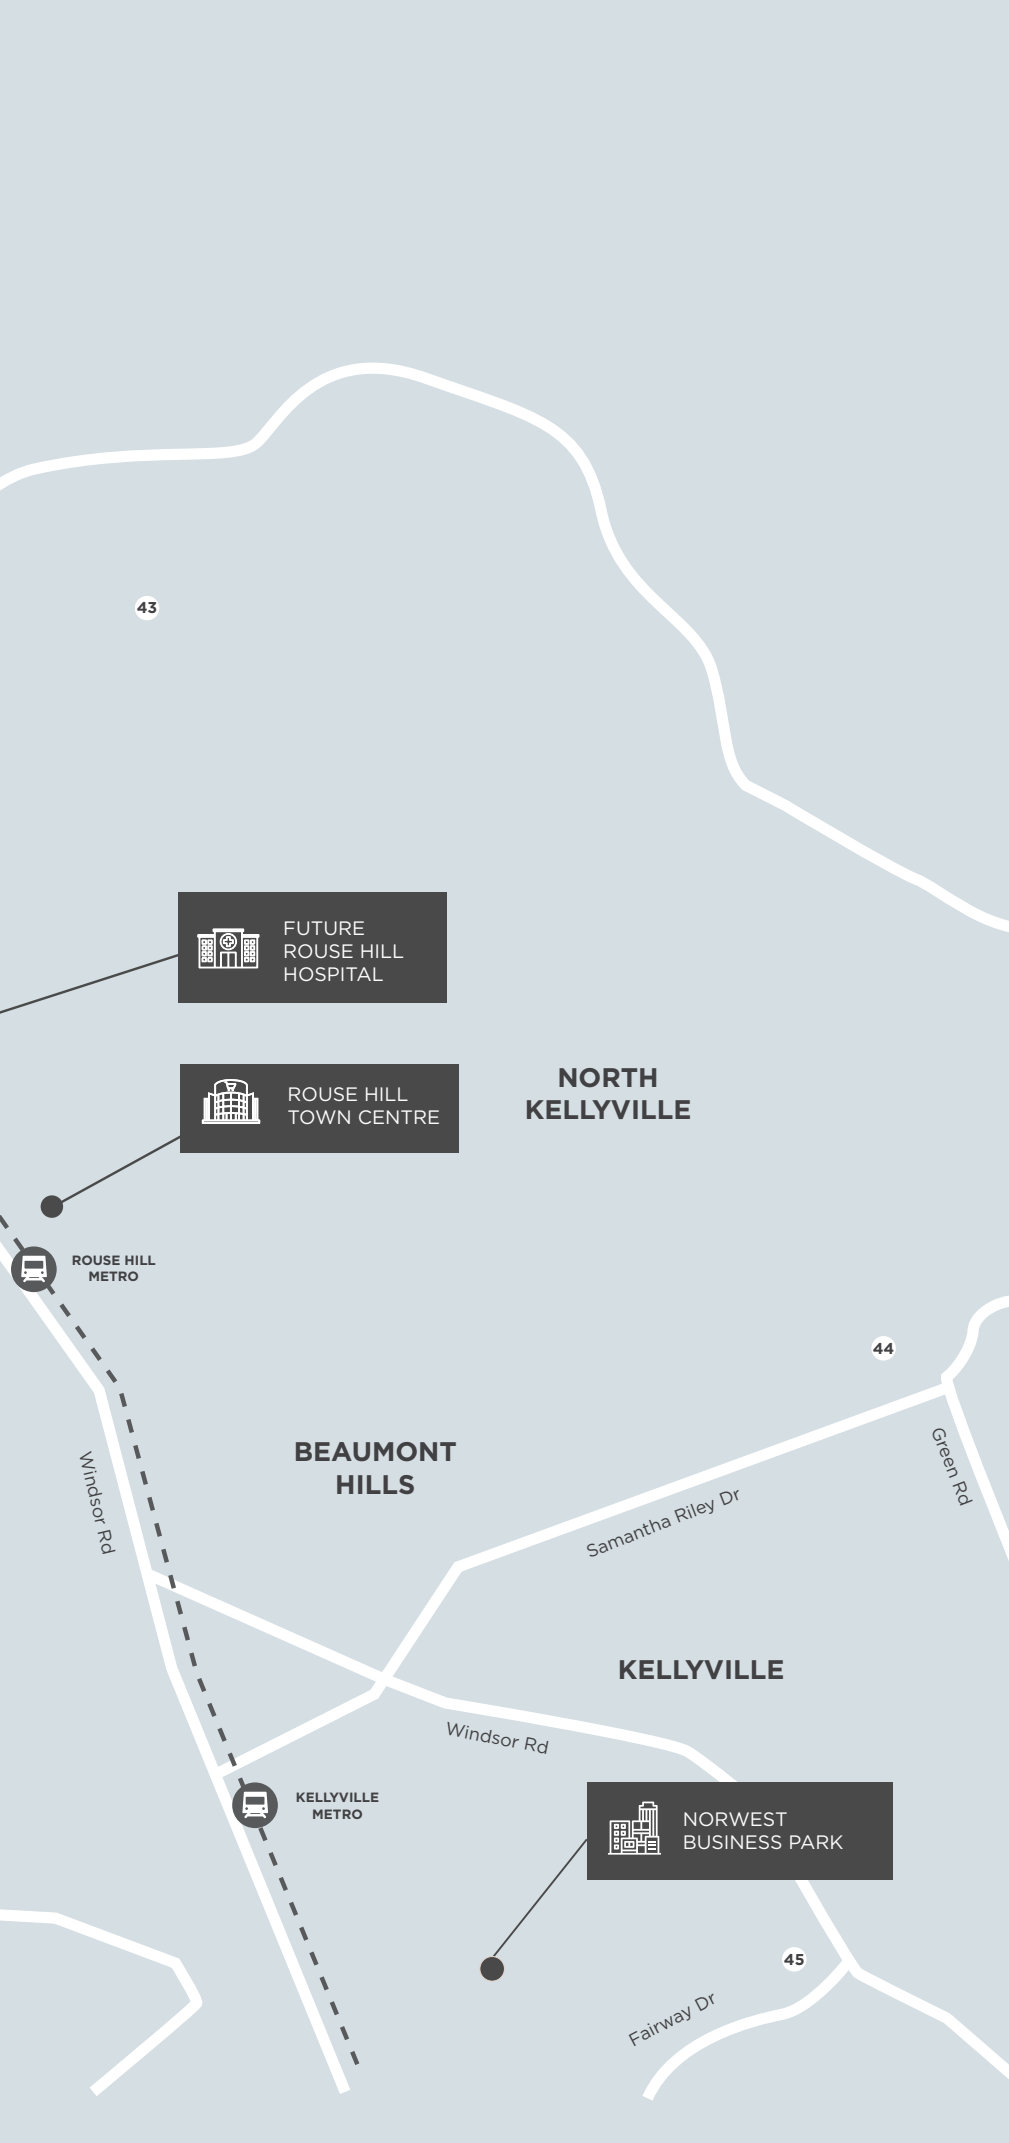 43
FUTURE
ROUSE HILL
HOSPITAL
ROUSE HILL
TOWN CENTRE
NORTH
KELLYVILLE
ROUSE HILL
METRO
44
BEAUMONT
HILLS
Windsor Rd
Green Rd
Samantha Riley Dr
KELLYVILLE
Windsor Rd
KELLYVILLE
METRO
NORWEST
BUSINESS PARK
45
Fairway Dr